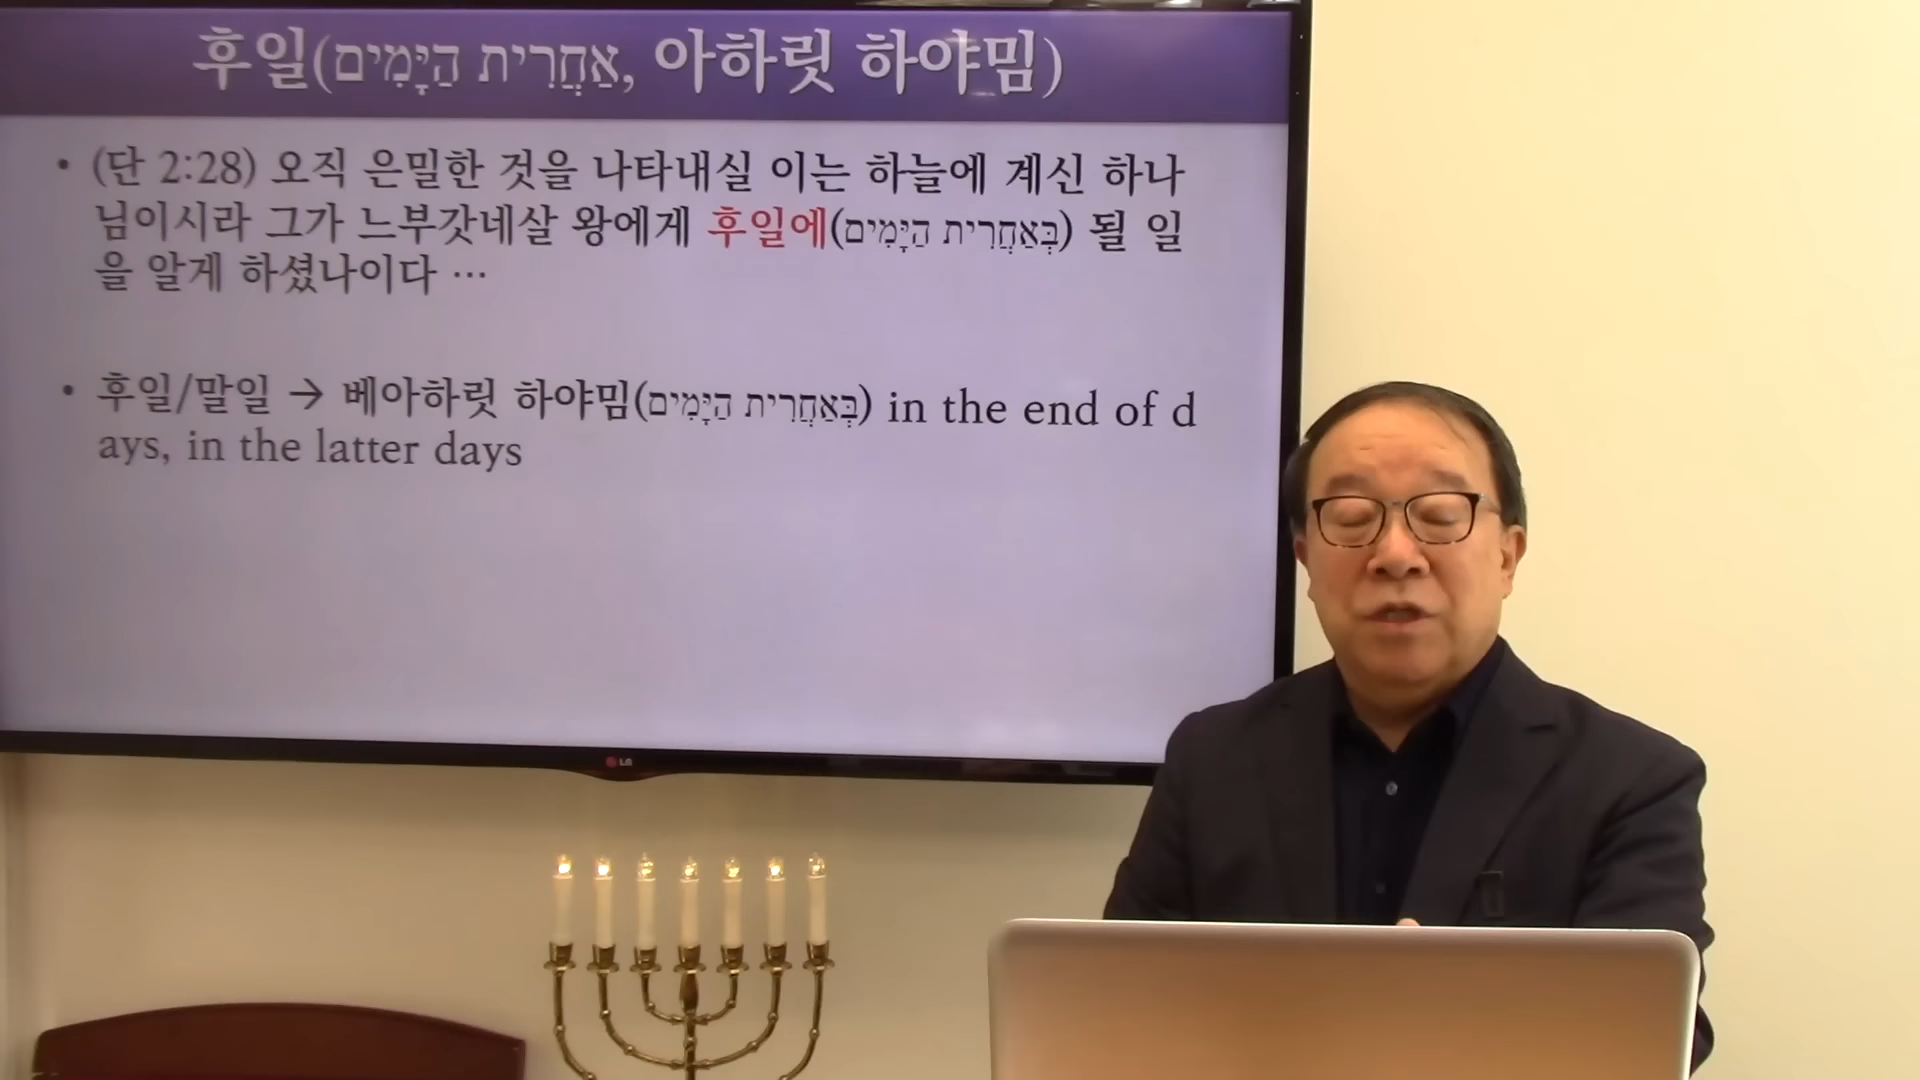 후일(אַחֲרִית הַיָּמִים, 아하릿 하야밈)
• (단 2:28) 오직 은밀한 것을 나타내실 이는 하늘에 계신 하나
님이시라 그가 느부갓네살 왕에게 후일에(בְּאַחֲרִית הַיָּמִים) 될 일
을 알게 하셨나이다 …
• 후일/말일 → 베아하릿 하야밈(בְּאַחֲרִית הַיָּמִים) in the end of d
ays, in the latter days
LG